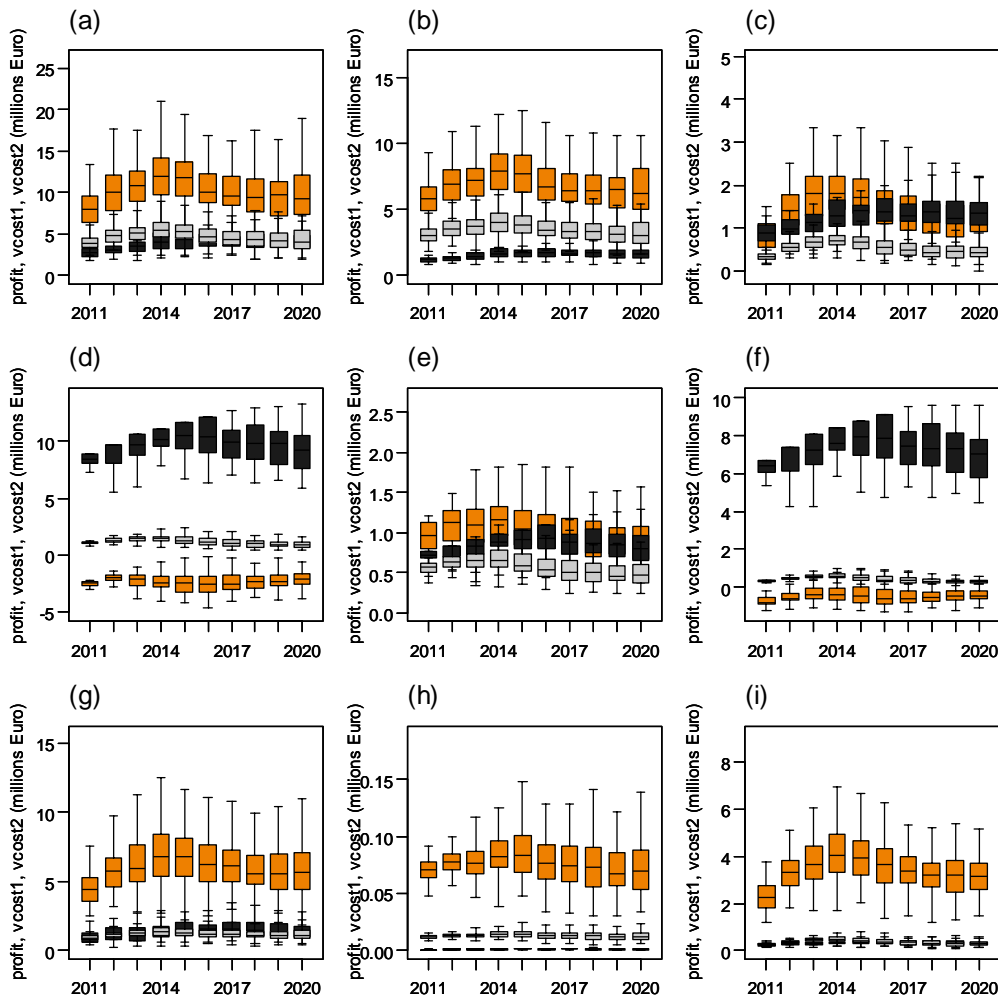 (a)
(b)
(c)
profit, vcost1, vcost2 (millions Euro)
25
20
15
10
5
0
2011 2014 2017 2020
profit, vcost1, vcost2 (millions Euro)
15
10
5
0
2011 2014 2017 2020
profit, vcost1, vcost2 (millions Euro)
5
4
3
2
1
0
2011 2014 2017 2020
(d)
(e)
(f)
profit, vcost1, vcost2 (millions Euro)
10
5
0
-5
2011 2014 2017 2020
profit, vcost1, vcost2 (millions Euro)
2.5
2.0
1.5
1.0
0.5
0.0
2011 2014 2017 2020
profit, vcost1, vcost2 (millions Euro)
10
8
6
4
2
0
2011 2014 2017 2020
(g)
(h)
(i)
profit, vcost1, vcost2 (millions Euro)
15
10
5
0
2011 2014 2017 2020
profit, vcost1, vcost2 (millions Euro)
0.15
0.10
0.05
0.00
2011 2014 2017 2020
profit, vcost1, vcost2 (millions Euro)
8
6
4
2
0
2011 2014 2017 2020